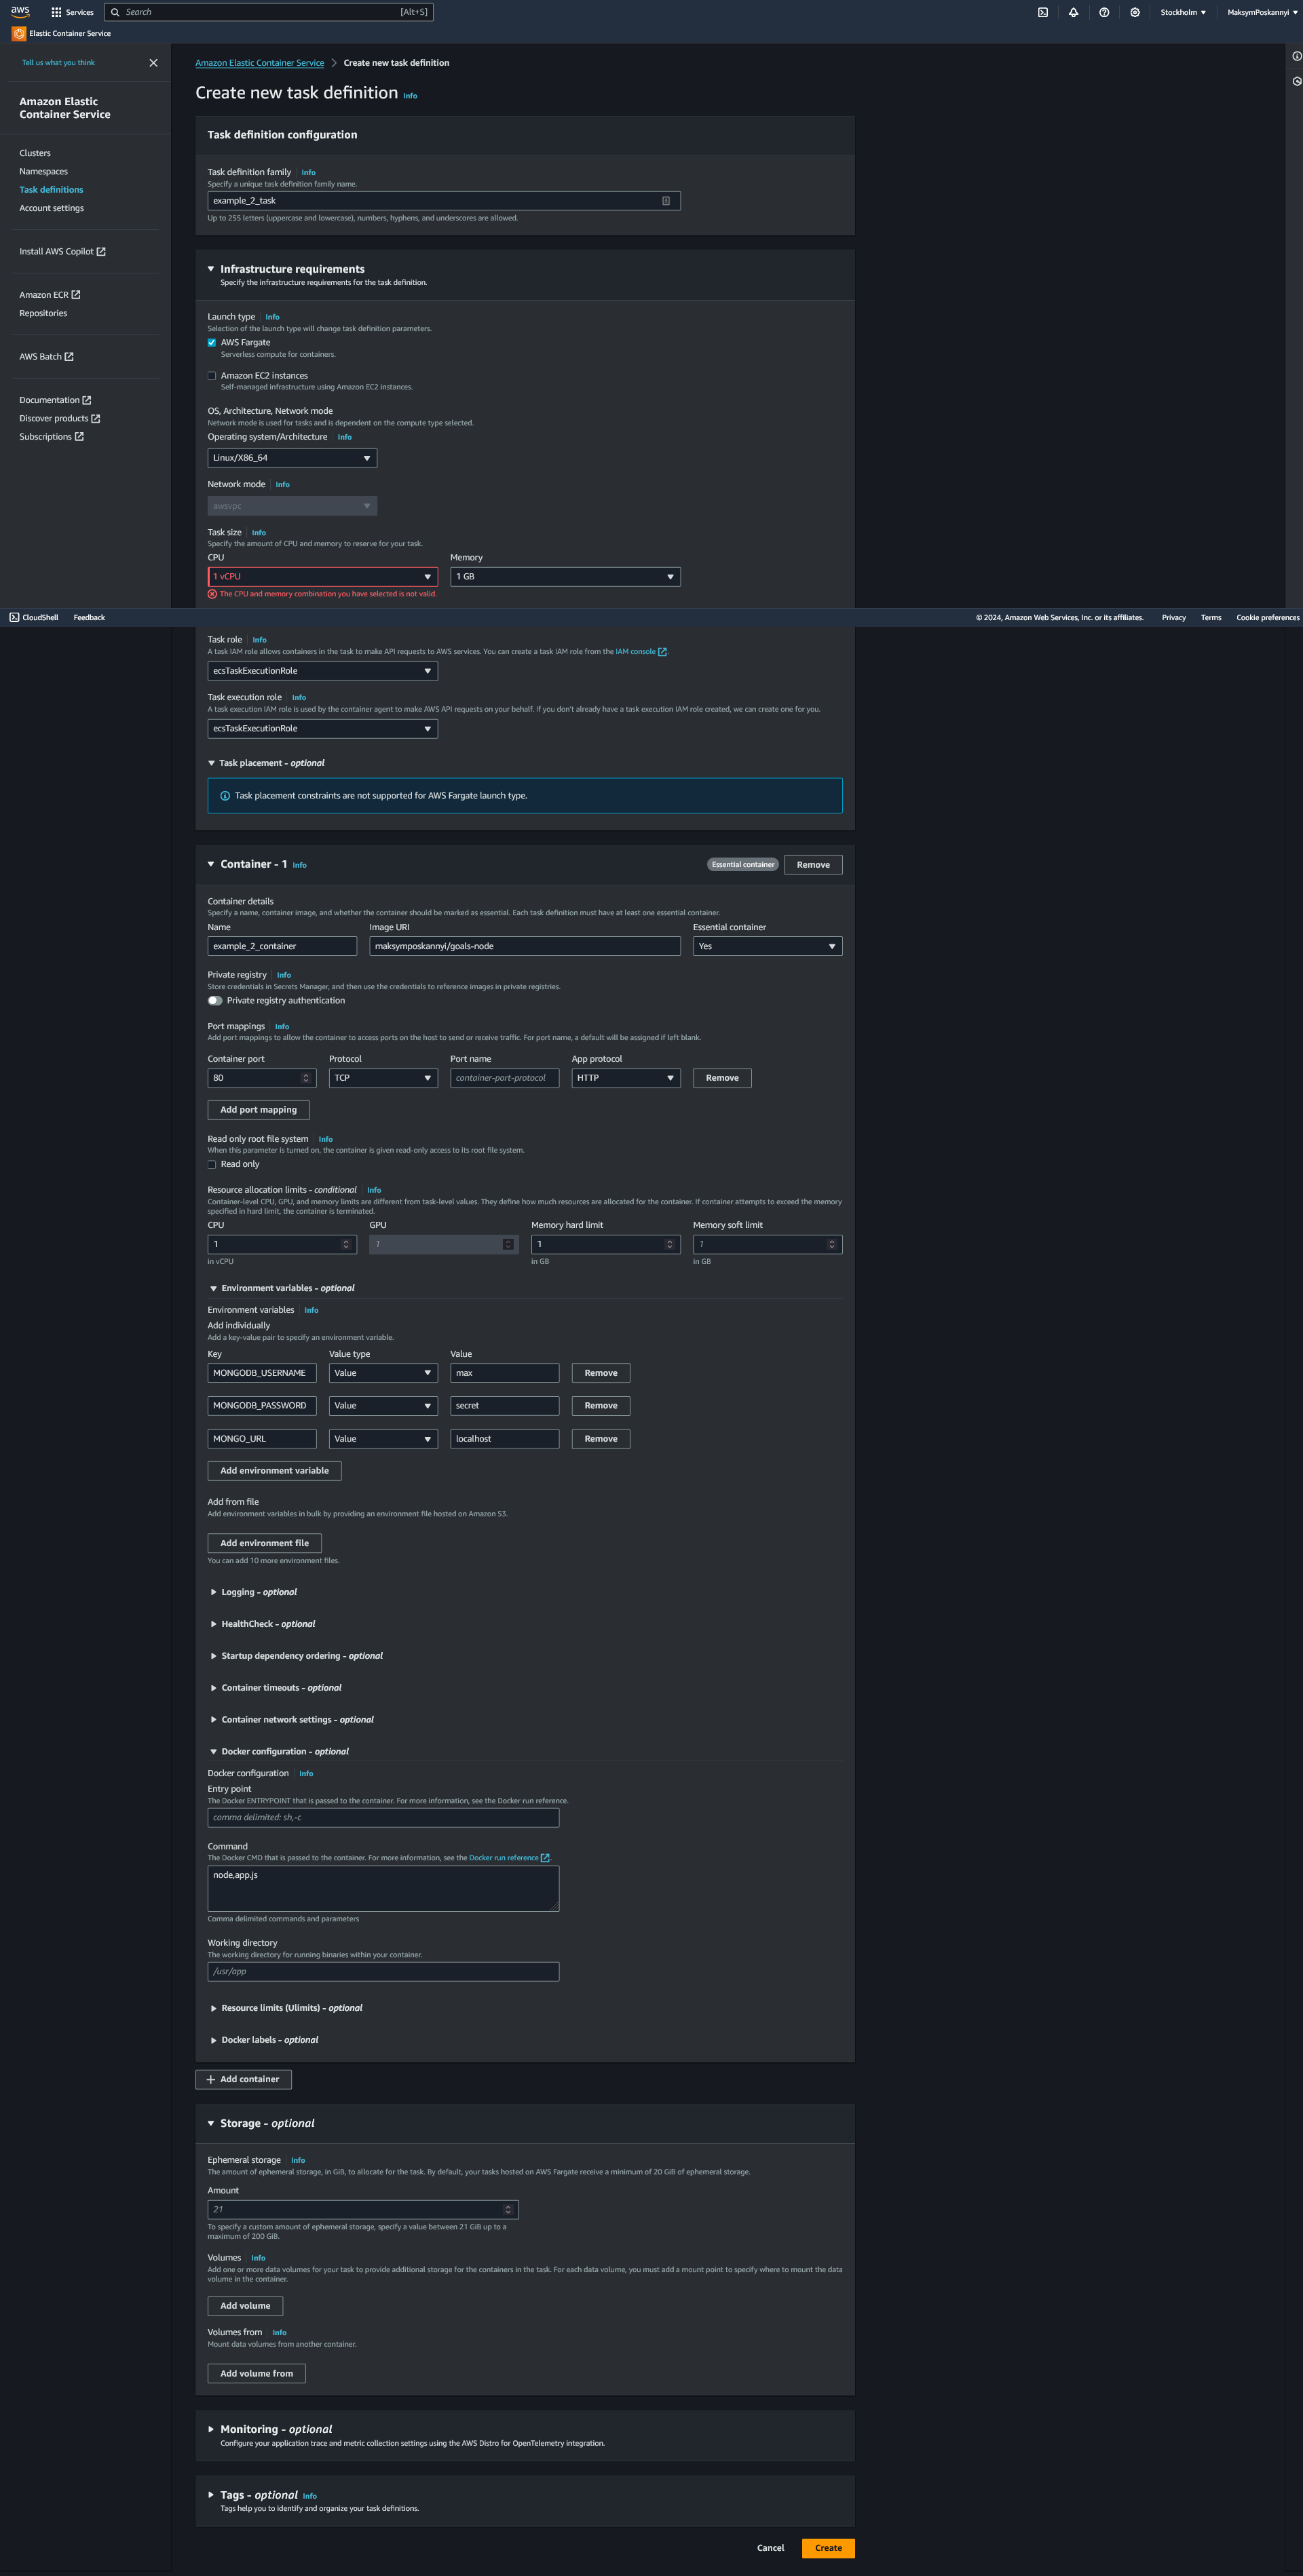 aws
Services
Search
[Alt+S]
Stockholm
MaksymPoskannyi
Elastic Container Service
Tell us what you think
Amazon Elastic
Container Service
Clusters
Namespaces
Task definitions
Account settings
Install AWS Copilot
Amazon ECR
Repositories
AWS Batch
Documentation
Discover products
Subscriptions
Amazon Elastic Container Service
Create new task definition
Create new task definition Info
Task definition configuration
Task definition family Info
Specify a unique task definition family name.
example_2_task
Up to 255 letters (uppercase and lowercase), numbers, hyphens, and underscores are allowed.
Infrastructure requirements
Specify the infrastructure requirements for the task definition.
Launch type Info
Selection of the launch type will change task definition parameters.
AWS Fargate
Serverless compute for containers.
Amazon EC2 instances
Self-managed infrastructure using Amazon EC2 instances.
OS, Architecture, Network mode
Network mode is used for tasks and is dependent on the compute type selected.
Operating system/Architecture Info
Linux/X86_64
Network mode Info
awsvpc
Task size Info
Specify the amount of CPU and memory to reserve for your task.
CPU Memory
1 vCPU 1 GB
The CPU and memory combination you have selected is not valid.
CloudShell Feedback © 2024, Amazon Web Services, Inc. or its affiliates. Privacy Terms Cookie preferences
Task role Info
A task IAM role allows containers in the task to make API requests to AWS services. You can create a task IAM role from the IAM console.
ecsTaskExecutionRole
Task execution role Info
A task execution IAM role is used by the container agent to make AWS API requests on your behalf. If you don't already have a task execution IAM role created, we can create one for you.
ecsTaskExecutionRole
Task placement - optional
Task placement constraints are not supported for AWS Fargate launch type.
Container - 1 Info Essential container Remove
Container details
Specify a name, container image, and whether the container should be marked as essential. Each task definition must have at least one essential container.
Name Image URI Essential container
example_2_container maksymposkannyi/goals-node Yes
Private registry Info
Store credentials in Secrets Manager, and then use the credentials to reference images in private registries.
Private registry authentication
Port mappings Info
Add port mappings to allow the container to access ports on the host to send or receive traffic. For port name, a default will be assigned if left blank.
Container port Protocol Port name App protocol
80 TCP container-port-protocol HTTP Remove
Add port mapping
Read only root file system Info
When this parameter is turned on, the container is given read-only access to its root file system.
Read only
Resource allocation limits - conditional Info
Container-level CPU, GPU, and memory limits are different from task-level values. They define how much resources are allocated for the container. If container attempts to exceed the memory
specified in hard limit, the container is terminated.
CPU GPU Memory hard limit Memory soft limit
1 1 1 1
in vCPU in GB in GB
Environment variables - optional
Environment variables Info
Add individually
Add a key-value pair to specify an environment variable.
Key Value type Value
MONGODB_USERNAME Value max Remove
MONGODB_PASSWORD Value secret Remove
MONGO_URL Value localhost Remove
Add environment variable
Add from file
Add environment variables in bulk by providing an environment file hosted on Amazon S3.
Add environment file
You can add 10 more environment files.
Logging - optional
HealthCheck - optional
Startup dependency ordering - optional
Container timeouts - optional
Container network settings - optional
Docker configuration - optional
Docker configuration Info
Entry point
The Docker ENTRYPOINT that is passed to the container. For more information, see the Docker run reference.
comma delimited: sh,-c
Command
The Docker CMD that is passed to the container. For more information, see the Docker run reference.
node,app.js
Comma delimited commands and parameters
Working directory
The working directory for running binaries within your container.
/usr/app
Resource limits (Ulimits) - optional
Docker labels - optional
Add container
Storage - optional
Ephemeral storage Info
The amount of ephemeral storage, in GiB, to allocate for the task. By default, your tasks hosted on AWS Fargate receive a minimum of 20 GiB of ephemeral storage.
Amount
21
To specify a custom amount of ephemeral storage, specify a value between 21 GiB up to a
maximum of 200 GiB.
Volumes Info
Add one or more data volumes for your task to provide additional storage for the containers in the task. For each data volume, you must add a mount point to specify where to mount the data
volume in the container.
Add volume
Volumes from Info
Mount data volumes from another container.
Add volume from
Monitoring - optional
Configure your application trace and metric collection settings using the AWS Distro for OpenTelemetry integration.
Tags - optional Info
Tags help you to identify and organize your task definitions.
Cancel Create